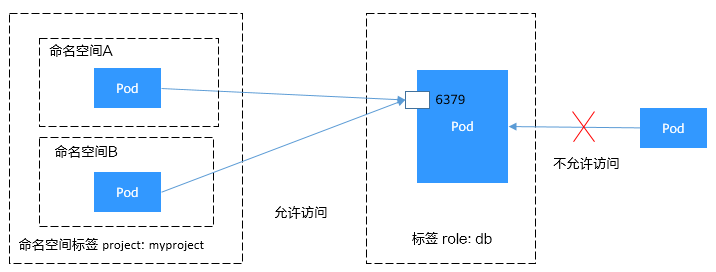 命名空间A
Pod
命名空间B
Pod
命名空间标签 project: myproject
允许访问
6379
Pod
标签 role: db
不允许访问
Pod